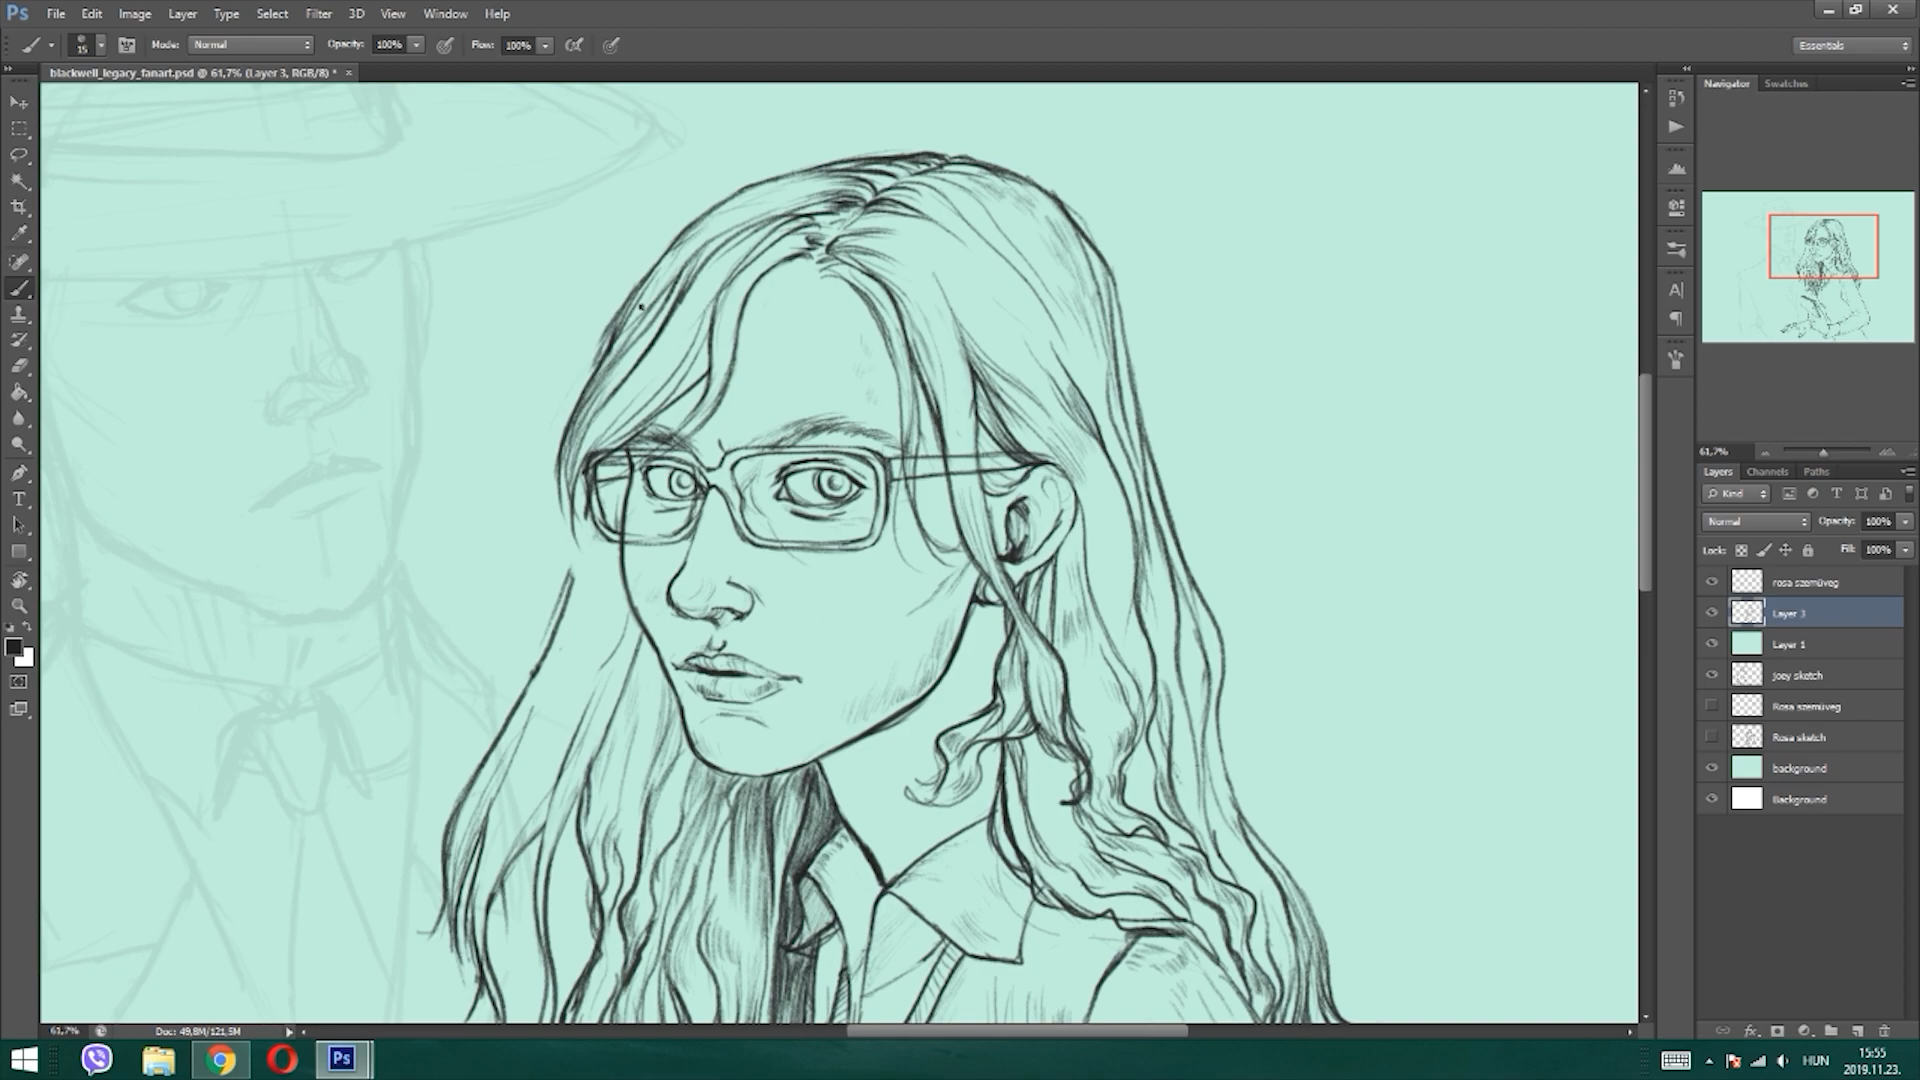 Ps File Edit Image Layer Type Select Filter 3D View Window Help
15 Mode: Normal Opacity: 100% Flow: 100% Essentials
blackwell_legacy_fanart.psd @ 61,7% (Layer 3, RGB/8) * ×
Navigator Swatches
61,7%
Layers Channels Paths
Kind
Normal Opacity: 100%
Lock: Fill: 100%
rosa szemüveg
Layer 3
Layer 1
joey sketch
Rosa szemüveg
Rosa sketch
background
Background
61,7% Doc: 49,8M/121,5M
Ps HUN 15:55
2019.11.23.